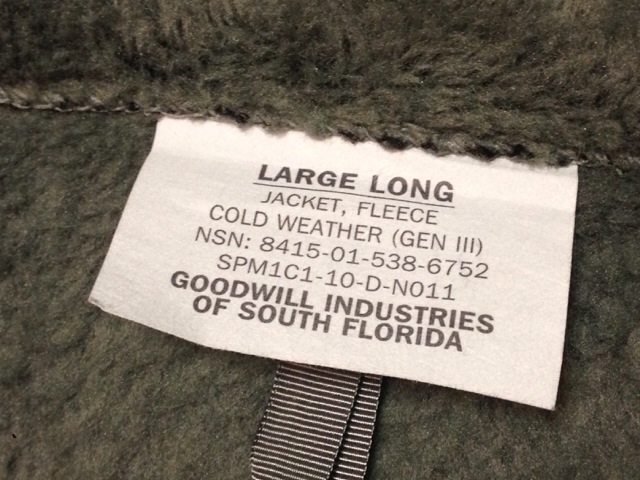 LARGE LONG
JACKET, FLEECE
COLD WEATHER (GEN III)
NSN: 8415-01-538-6752
SPM1C1-10-D-N011
GOODWILL INDUSTRIES
OF SOUTH FLORIDA